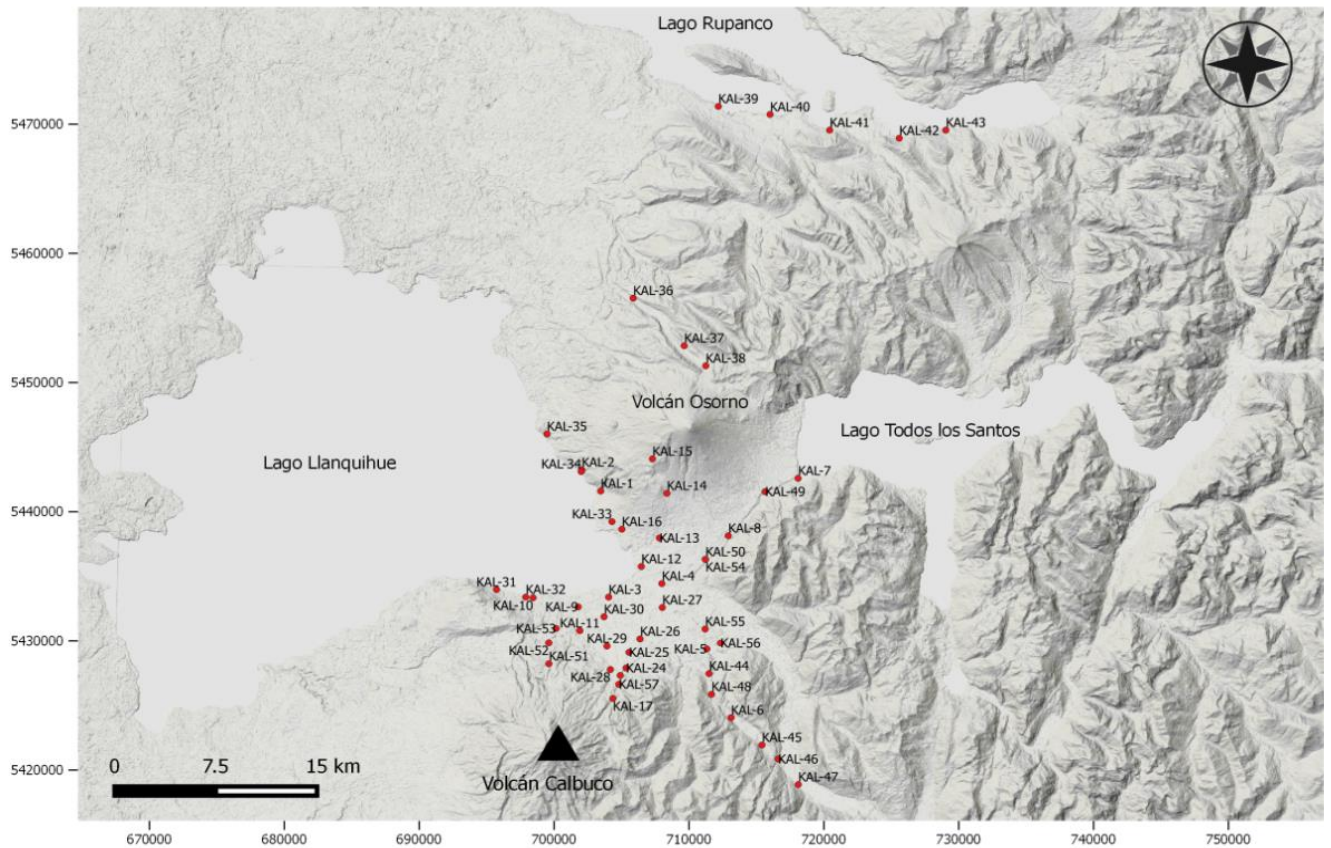 Lago Rupanco
KAL-39
KAL-40
KAL-41
KAL-42
KAL-43
5470000
5460000
KAL-36
KAL-37
KAL-38
5450000
Volcán Osorno
KAL-35
Lago Todos los Santos
Lago Llanquihue
KAL-34
KAL-2
KAL-15
KAL-1
KAL-14
KAL-7
KAL-49
5440000
KAL-33
KAL-16
KAL-13
KAL-8
KAL-12
KAL-50
KAL-54
KAL-4
KAL-31
KAL-10
KAL-32
KAL-9
KAL-3
KAL-27
KAL-30
5430000
KAL-53
KAL-11
KAL-26
KAL-55
KAL-52
KAL-29
KAL-25
KAL-5
KAL-56
KAL-51
KAL-28
KAL-24
KAL-44
KAL-57
KAL-48
KAL-17
KAL-6
KAL-45
KAL-46
KAL-47
5420000
0 7.5 15 km
Volcán Calbuco
670000 680000 690000 700000 710000 720000 730000 740000 750000